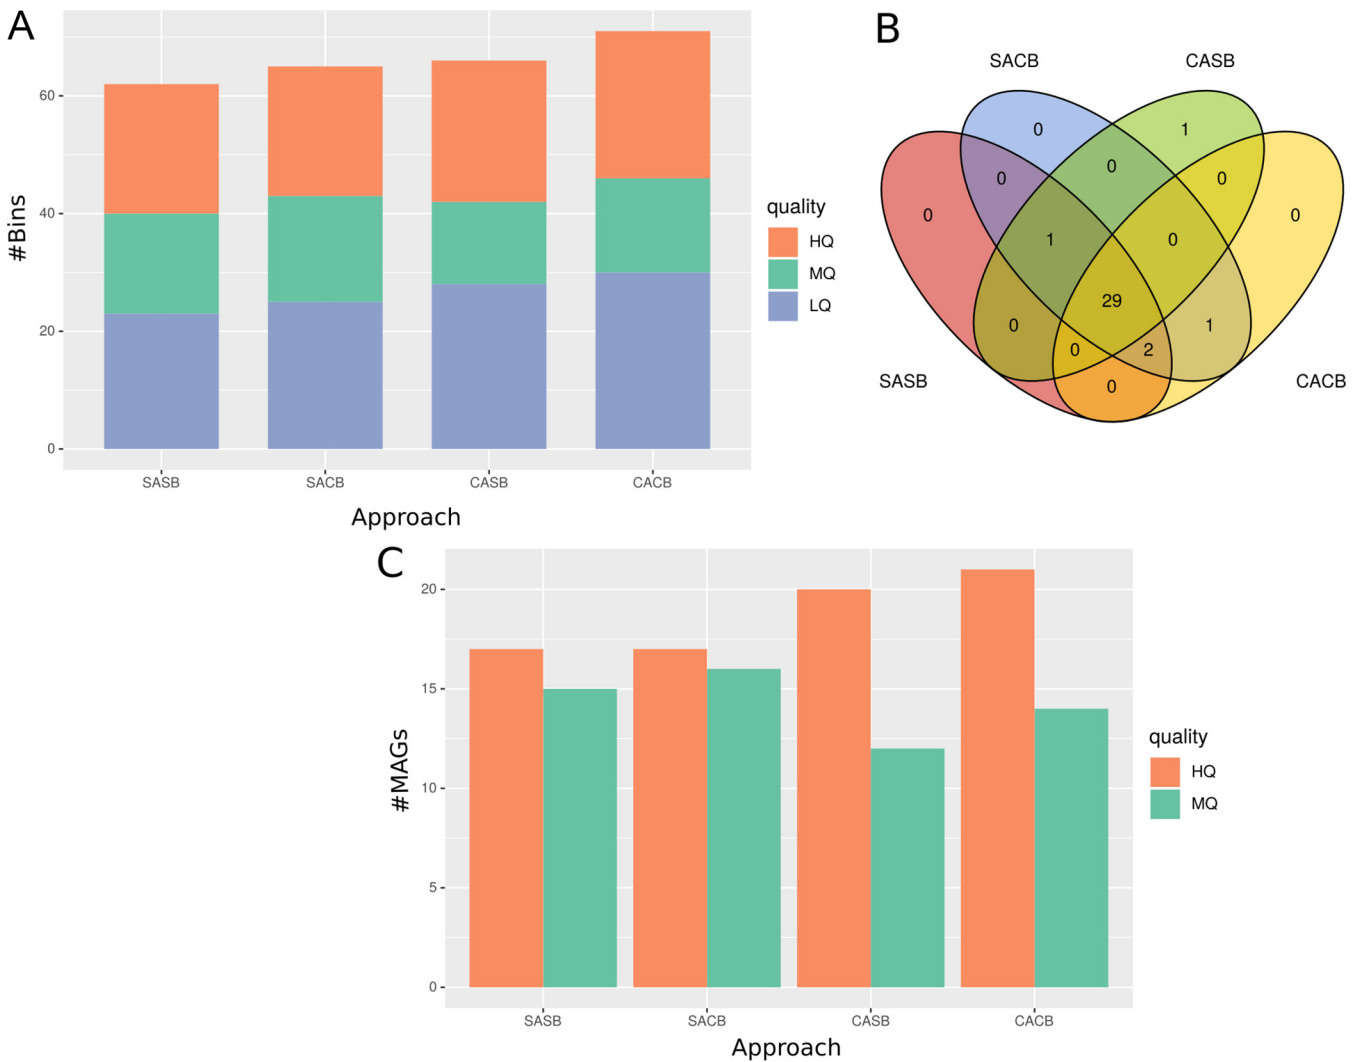 A
#Bins
60
40
20
0
SASB SACB CASB CACB
Approach
quality
HQ
MQ
LQ
B
SACB CASB
0 1
0 0 0
0 0
1 0
29
0 1
0 2
0
SASB CACB
C
#MAGs
20
15
10
5
0
SASB SACB CASB CACB
Approach
quality
HQ
MQ